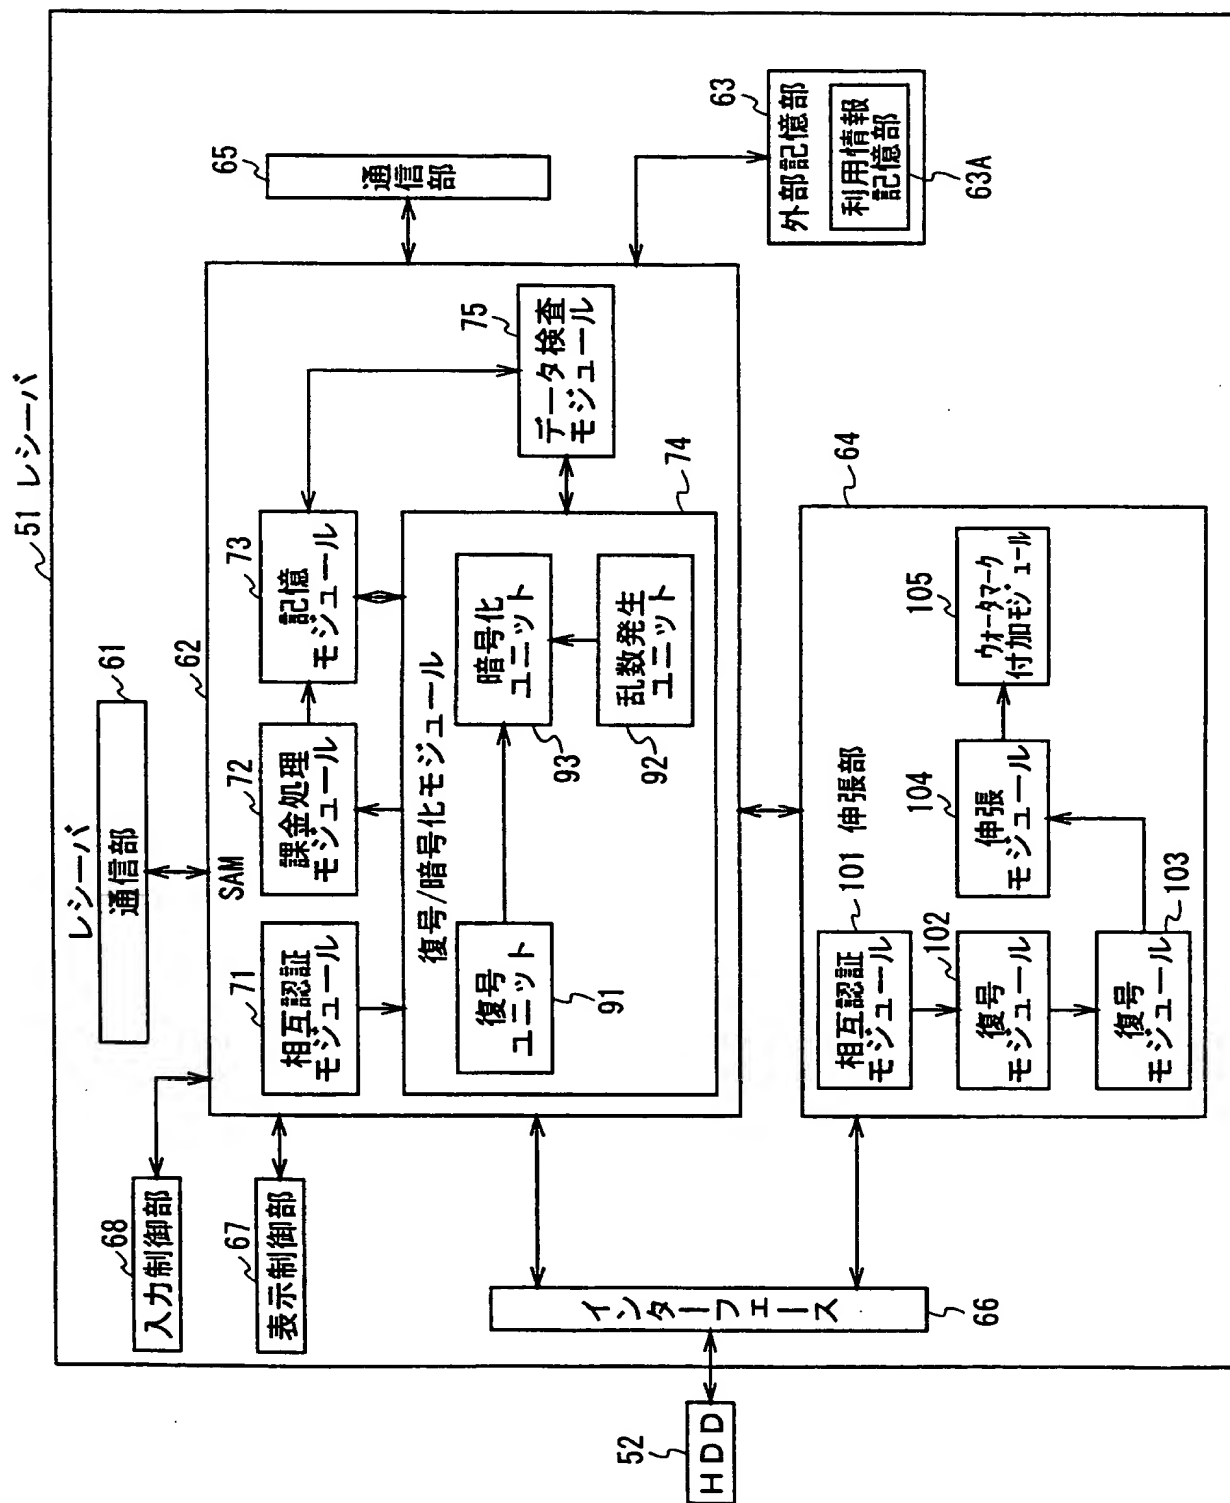 51 レシーバ
レシーバ
61
通信部
68
入力制御部
67
表示制御部
62
SAM
71
相互認証
モジュール
72
課金処理
モジュール
73
記憶
モジュール
65
通信部
75
データ検査
モジュール
74
復号/暗号化モジュール
復号
ユニット
91
暗号化
ユニット
93
乱数発生
ユニット
92
63
外部記憶部
利用情報
記憶部
63A
64
伸張部
101
相互認証
モジュール
102
復号
モジュール
103
復号
モジュール
104
伸張
モジュール
105
ウォータマーク
付加モジュール
インターフェース
66
52
HDD